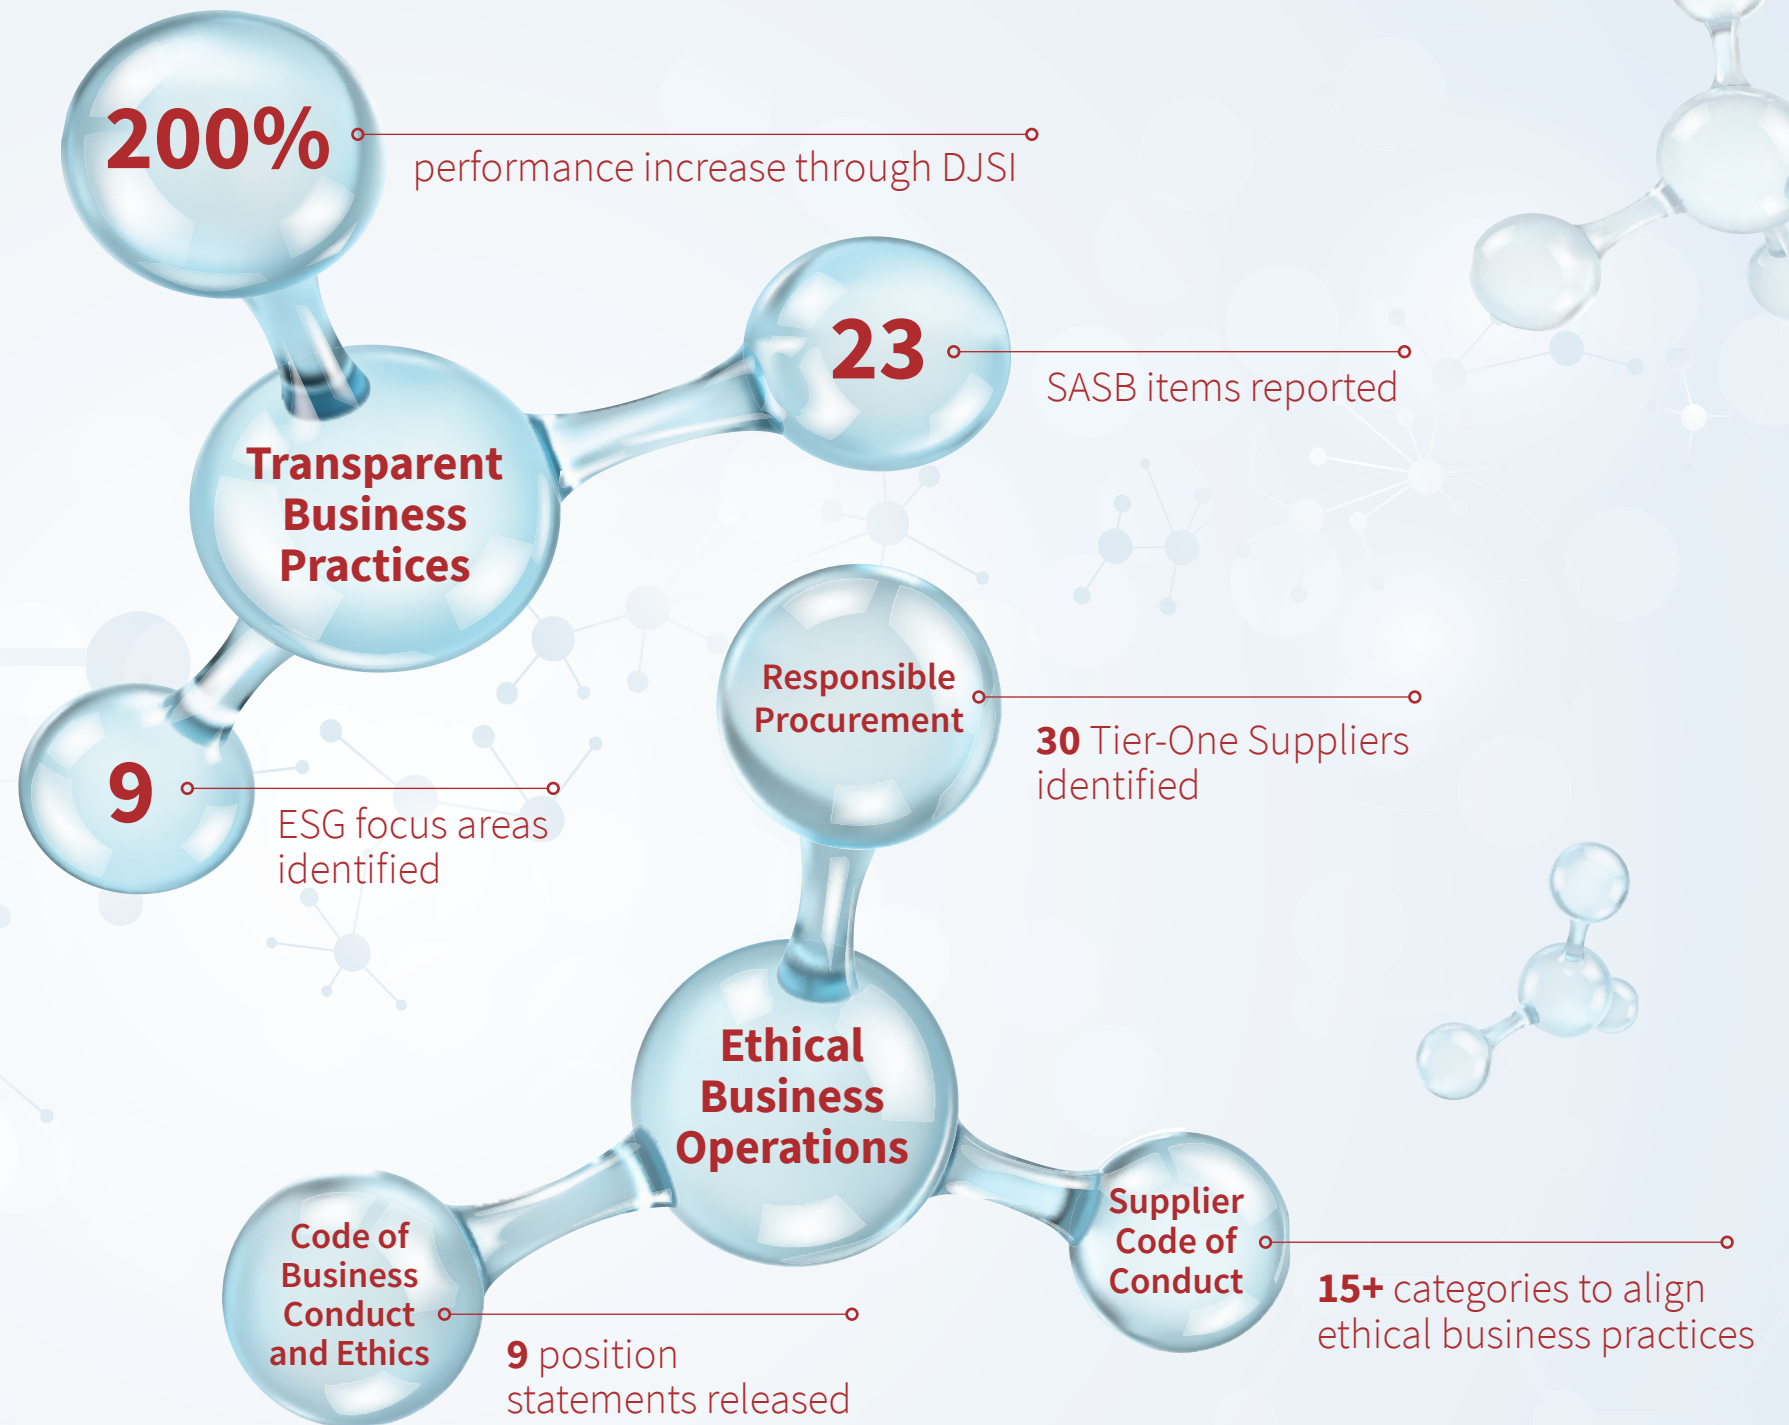 200%
performance increase through DJSI
23
SASB items reported
Transparent
Business
Practices
9
ESG focus areas
identified
Responsible
Procurement
30 Tier-One Suppliers
identified
Ethical
Business
Operations
Code of
Business
Conduct
and Ethics
9 position
statements released
Supplier
Code of
Conduct
15+ categories to align
ethical business practices